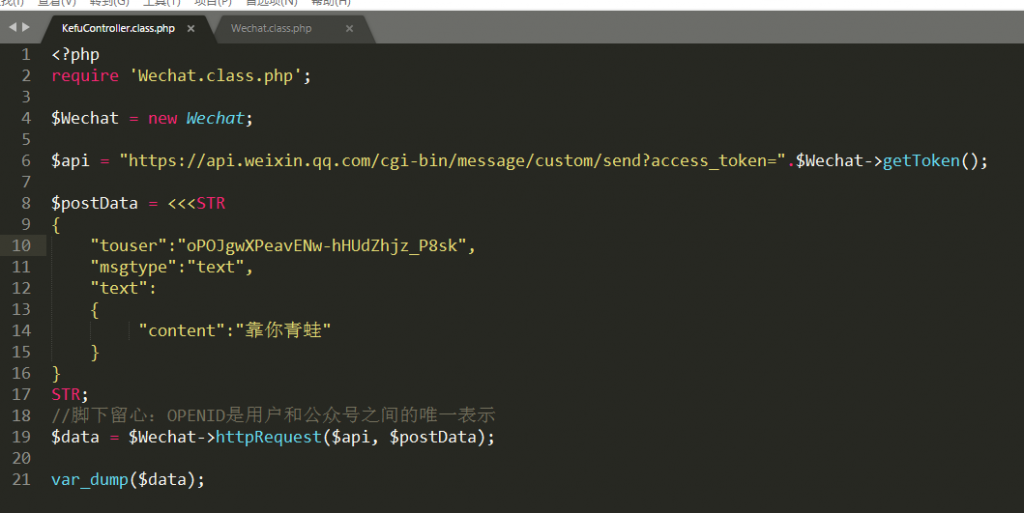 查看(V) 转到(G) 工具(T) 项目(P) 首选项(N) 帮助(H)
KefuController.class.php × Wechat.class.php ×
1 <?php
2 require 'Wechat.class.php';
3
4 $Wechat = new Wechat;
5
6 $api = "https://api.weixin.qq.com/cgi-bin/message/custom/send?access_token=".$Wechat->getToken();
7
8 $postData = <<<STR
9 {
10 "touser":"oPOJgwXPeavENw-hHUdZhjz_P8sk",
11 "msgtype":"text",
12 "text":
13 {
14 "content":"靠你青蛙"
15 }
16 }
17 STR;
18 //脚下留心：OPENID是用户和公众号之间的唯一表示
19 $data = $Wechat->httpRequest($api, $postData);
20
21 var_dump($data);